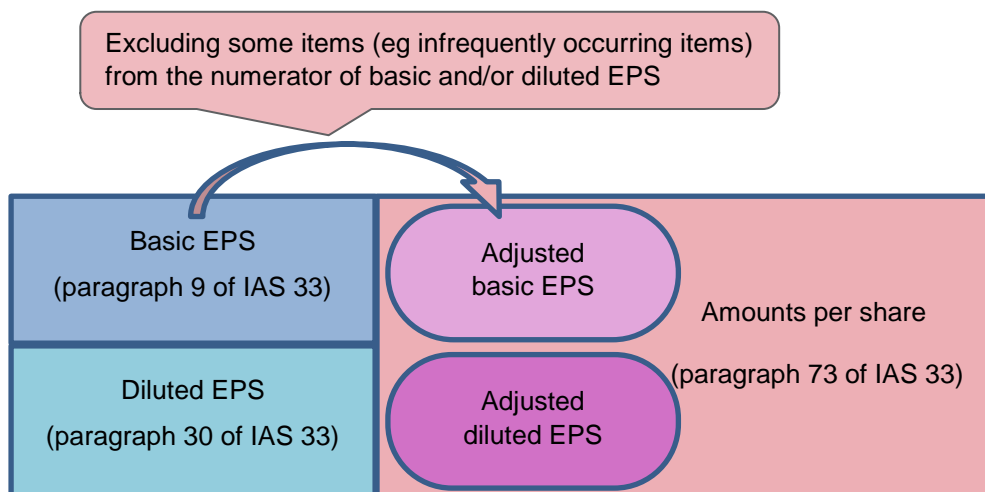 Excluding some items (eg infrequently occurring items)
from the numerator of basic and/or diluted EPS
Basic EPS
(paragraph 9 of IAS 33)
Adjusted
basic EPS
Amounts per share
(paragraph 73 of IAS 33)
Diluted EPS
(paragraph 30 of IAS 33)
Adjusted
diluted EPS